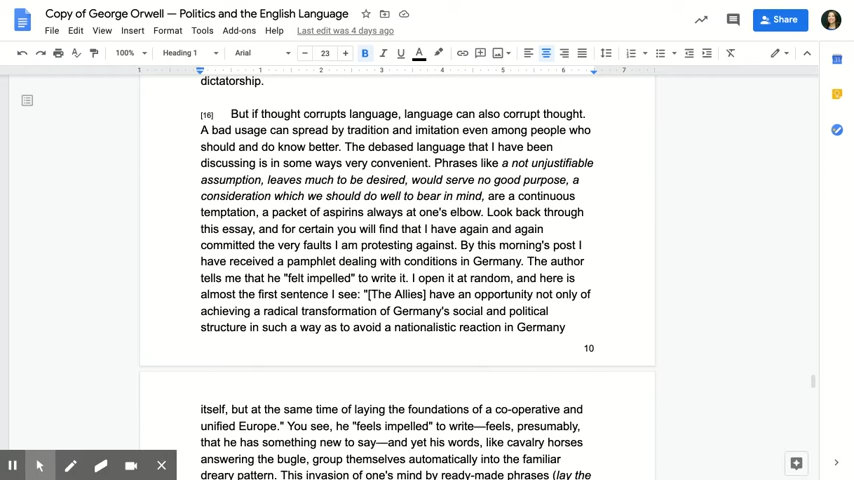 Copy of George Orwell — Politics and the English Language
File Edit View Insert Format Tools Add-ons Help Last edit was 4 days ago
Share
100% Heading 1 Arial 23 B I U A
1 1 2 3 4 5 6 7
dictatorship.
[16] But if thought corrupts language, language can also corrupt thought.
A bad usage can spread by tradition and imitation even among people who
should and do know better. The debased language that I have been
discussing is in some ways very convenient. Phrases like a not unjustifiable
assumption, leaves much to be desired, would serve no good purpose, a
consideration which we should do well to bear in mind, are a continuous
temptation, a packet of aspirins always at one's elbow. Look back through
this essay, and for certain you will find that I have again and again
committed the very faults I am protesting against. By this morning's post I
have received a pamphlet dealing with conditions in Germany. The author
tells me that he "felt impelled" to write it. I open it at random, and here is
almost the first sentence I see: "[The Allies] have an opportunity not only of
achieving a radical transformation of Germany's social and political
structure in such a way as to avoid a nationalistic reaction in Germany
10
itself, but at the same time of laying the foundations of a co-operative and
unified Europe." You see, he "feels impelled" to write—feels, presumably,
that he has something new to say—and yet his words, like cavalry horses
answering the bugle, group themselves automatically into the familiar
dreary pattern. This invasion of one's mind by ready-made phrases (lay the